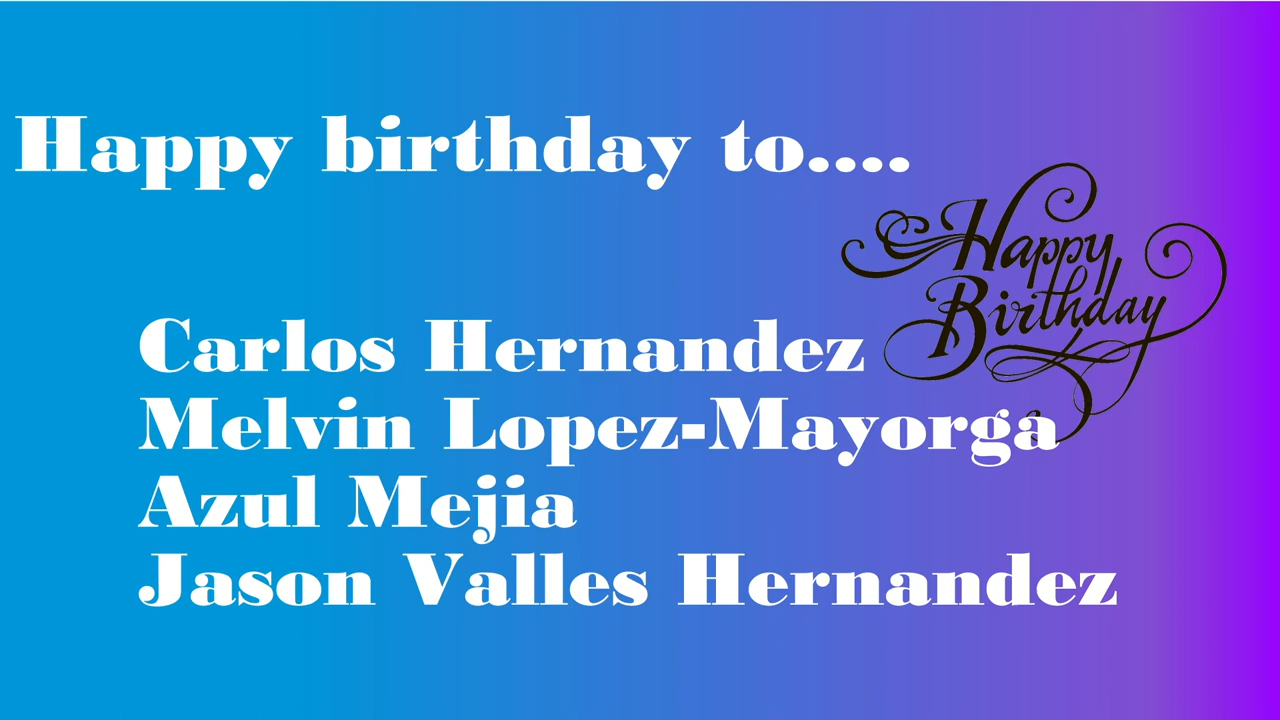 Happy birthday to....
Happy
Birthday
Carlos Hernandez
Melvin Lopez-Mayorga
Azul Mejia
Jason Valles Hernandez